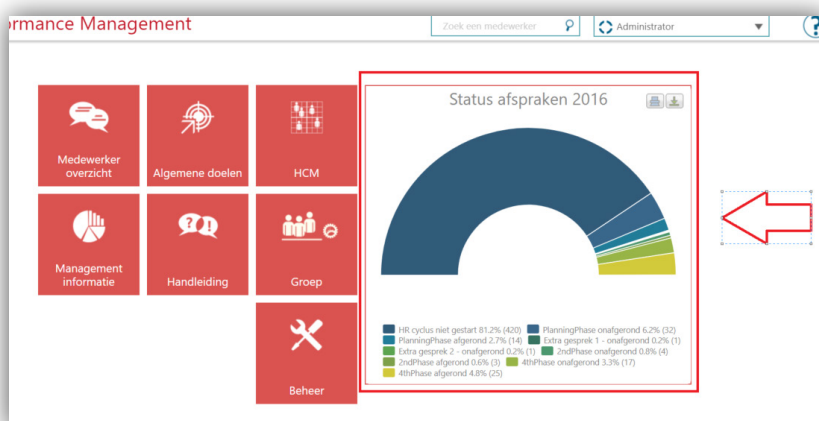 ormance Management
Zoek een medewerker
Administrator
?
Medewerker
overzicht
Algemene doelen
HCM
Management
informatie
? !
Handleiding
Groep
Beheer
Status afspraken 2016
HR cyclus niet gestart 81.2% (420) PlanningPhase onafgerond 6.2% (32)
PlanningPhase afgerond 2.7% (14) Extra gesprek 1 - onafgerond 0.2% (1)
Extra gesprek 2 - onafgerond 0.2% (1) 2ndPhase onafgerond 0.8% (4)
2ndPhase afgerond 0.6% (3) 4thPhase onafgerond 3.3% (17)
4thPhase afgerond 4.8% (25)